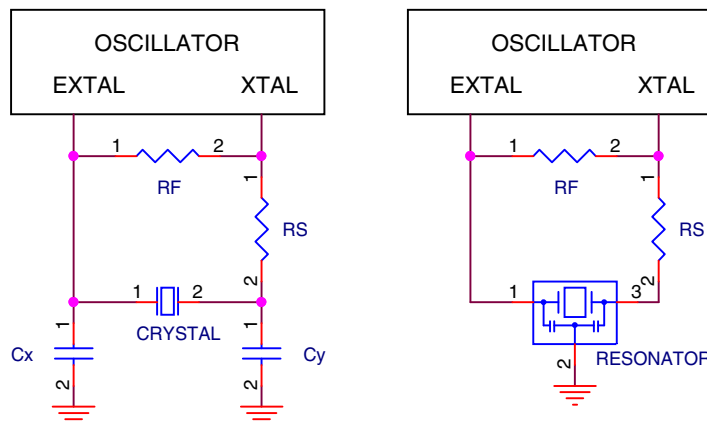 OSCILLATOR
EXTAL XTAL
1 2
RF
1
RS
2
1 2
CRYSTAL
1
Cx
2
1
Cy
2
OSCILLATOR
EXTAL XTAL
1 2
RF
1
RS
2
1 3
2
RESONATOR